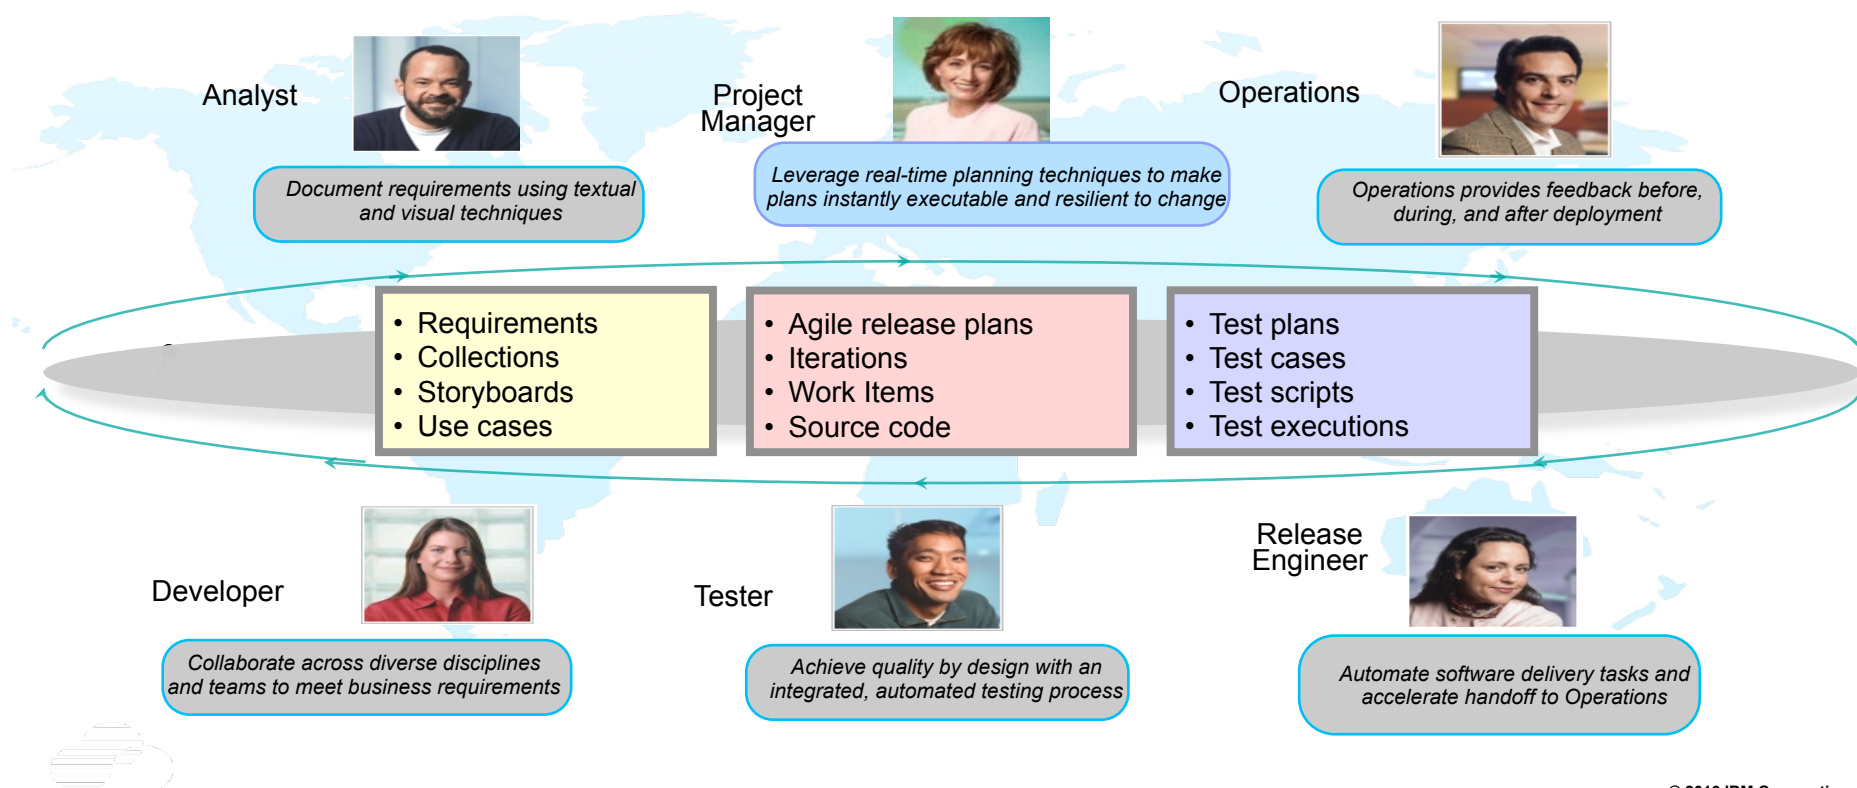 Analyst
Project
Manager
Operations
Document requirements using textual
and visual techniques
Leverage real-time planning techniques to make
plans instantly executable and resilient to change
Operations provides feedback before,
during, and after deployment
• Requirements
• Collections
• Storyboards
• Use cases
• Agile release plans
• Iterations
• Work Items
• Source code
• Test plans
• Test cases
• Test scripts
• Test executions
Developer
Tester
Release
Engineer
Collaborate across diverse disciplines
and teams to meet business requirements
Achieve quality by design with an
integrated, automated testing process
Automate software delivery tasks and
accelerate handoff to Operations